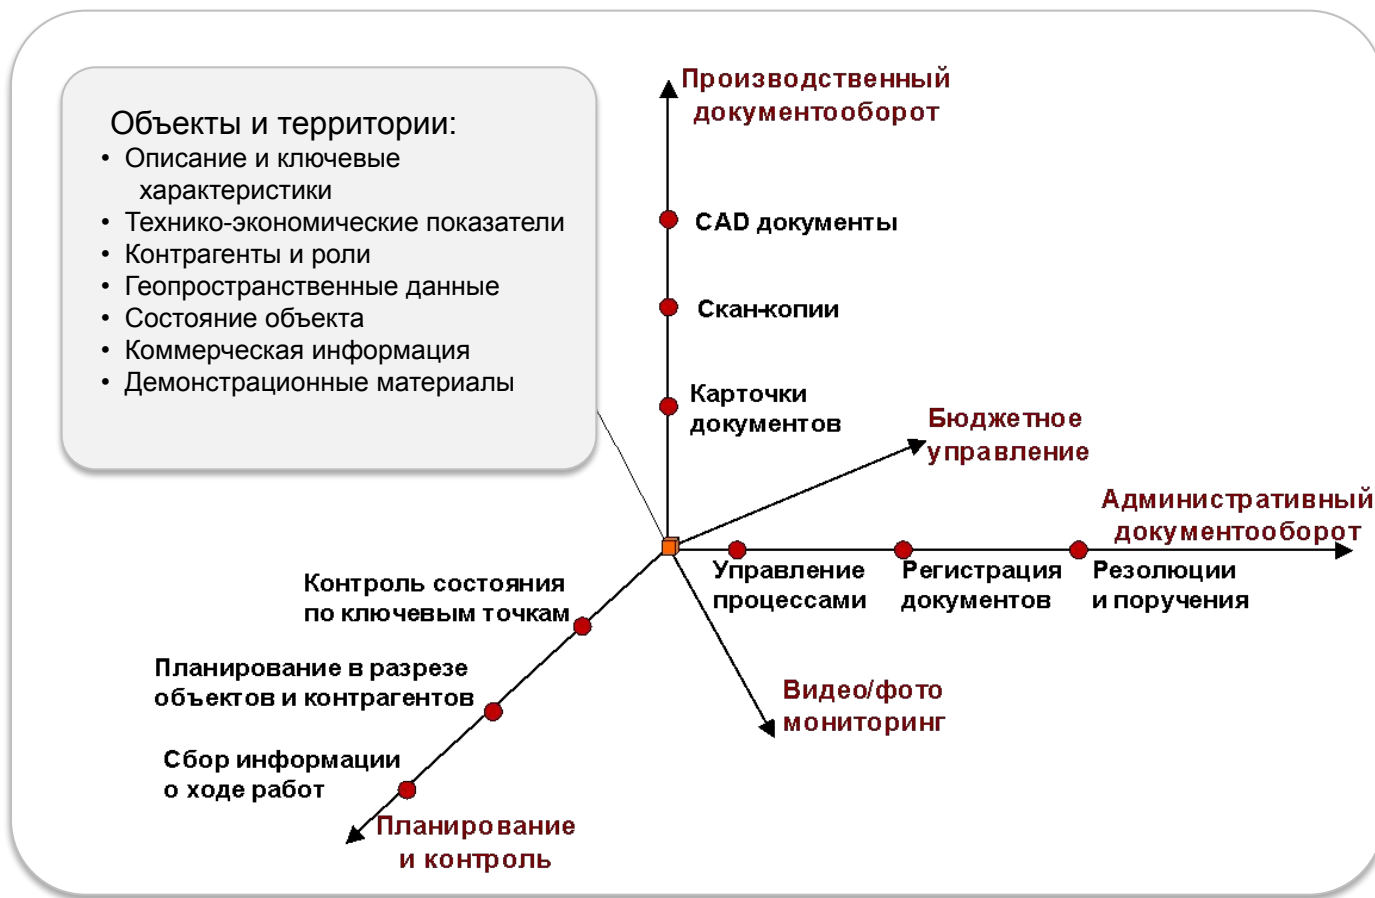 Объекты и территории:
• Описание и ключевые
характеристики
• Технико-экономические показатели
• Контрагенты и роли
• Геопространственные данные
• Состояние объекта
• Коммерческая информация
• Демонстрационные материалы
Производственный
документооборот
CAD документы
Скан-копии
Карточки
документов
Бюджетное
управление
Административный
документооборот
Управление
процессами
Регистрация
документов
Резолюции
и поручения
Контроль состояния
по ключевым точкам
Планирование в разрезе
объектов и контрагентов
Сбор информации
о ходе работ
Видео/фото
мониторинг
Планирование
и контроль